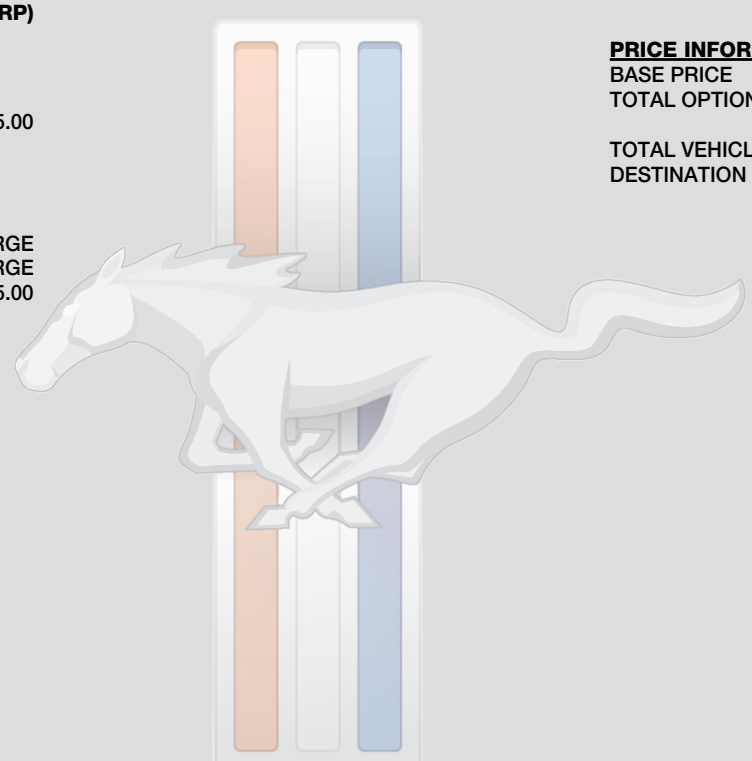 RP)
5.00
RGE
RGE
5.00
PRICE INFOR
BASE PRICE
TOTAL OPTION
TOTAL VEHICL
DESTINATION